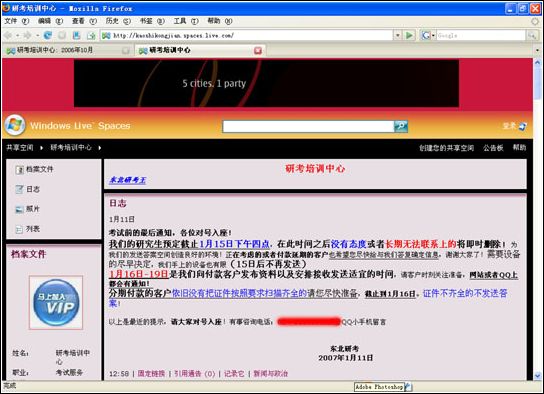 研考培训中心 - Mozilla Firefox
文件(F) 编辑(E) 查看(V) 历史(S) 书签(B) 工具(T) 帮助(H)
http://kaoshikongjian.spaces.live.com/
Google
研考培训中心: 2006年10月
研考培训中心
5 cities. 1 party
Windows Live Spaces
登录
共享空间 研考培训中心
创建您的共享空间 公告板 帮助
研考培训中心
东北研考王
档案文件
日志
照片
列表
日志
1月11日
考试前的最后通知，各位对号入座！
我们的研究生预定截止1月15日下午四点，在此时间之后没有态度或者长期无法联系上的将即时删除！为
我们的发送答案空间创造良好的环境！正在考虑的或者付款延期的客户也希望您尽快给与我们答复确定信息，谢谢大家了！需要设备
的尽早决定，我们手上的设备也有限（15日后不再发送）
1月16日-19日是我们向付款客户发布资料以及安排接收发送适宜的时间，请客户时刻关注准备，网站或者QQ上
都会有通知！
分期付款的客户依旧没有把证件按照要求扫描齐全的请您尽快准备，截止到1月16日，证件不齐全的不发送答
案！
以上是最近的提示，请大家对号入座！有事咨询电话：
QQ小手机留言
东北研考
2007年1月11日
12:58 | 固定链接 | 引用通告 (0) | 记录它 | 新闻与政治
档案文件
马上加入
VIP
姓名: 研考培训中心
职业: 考试服务
完成
Adobe Photoshop